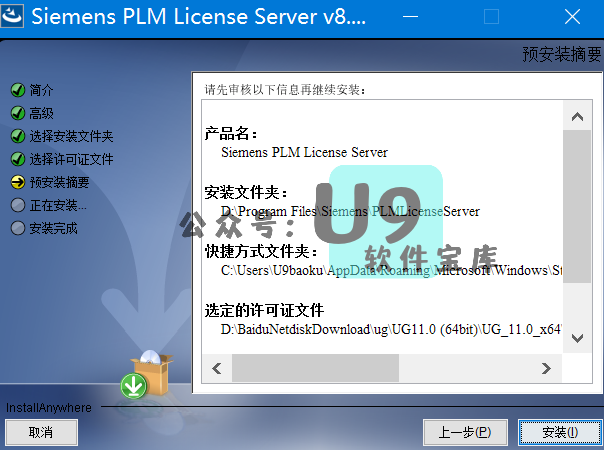 Siemens PLM License Server v8....
预安装摘要
简介
高级
选择安装文件夹
选择许可证文件
预安装摘要
正在安装...
安装完成
请先审核以下信息再继续安装：
产品名：
Siemens PLM License Server
安装文件夹：
D:\Program Files\Siemens\PLMLicenseServer
快捷方式文件夹：
C:\Users\U9baoku\AppData\Roaming\Microsoft\Windows\St
选定的许可证文件
D:\BaiduNetdiskDownload\ug\UG11.0 (64bit)\UG_11.0_x64
公众号：U9
软件宝库
InstallAnywhere
取消
上一步(P)
安装(I)